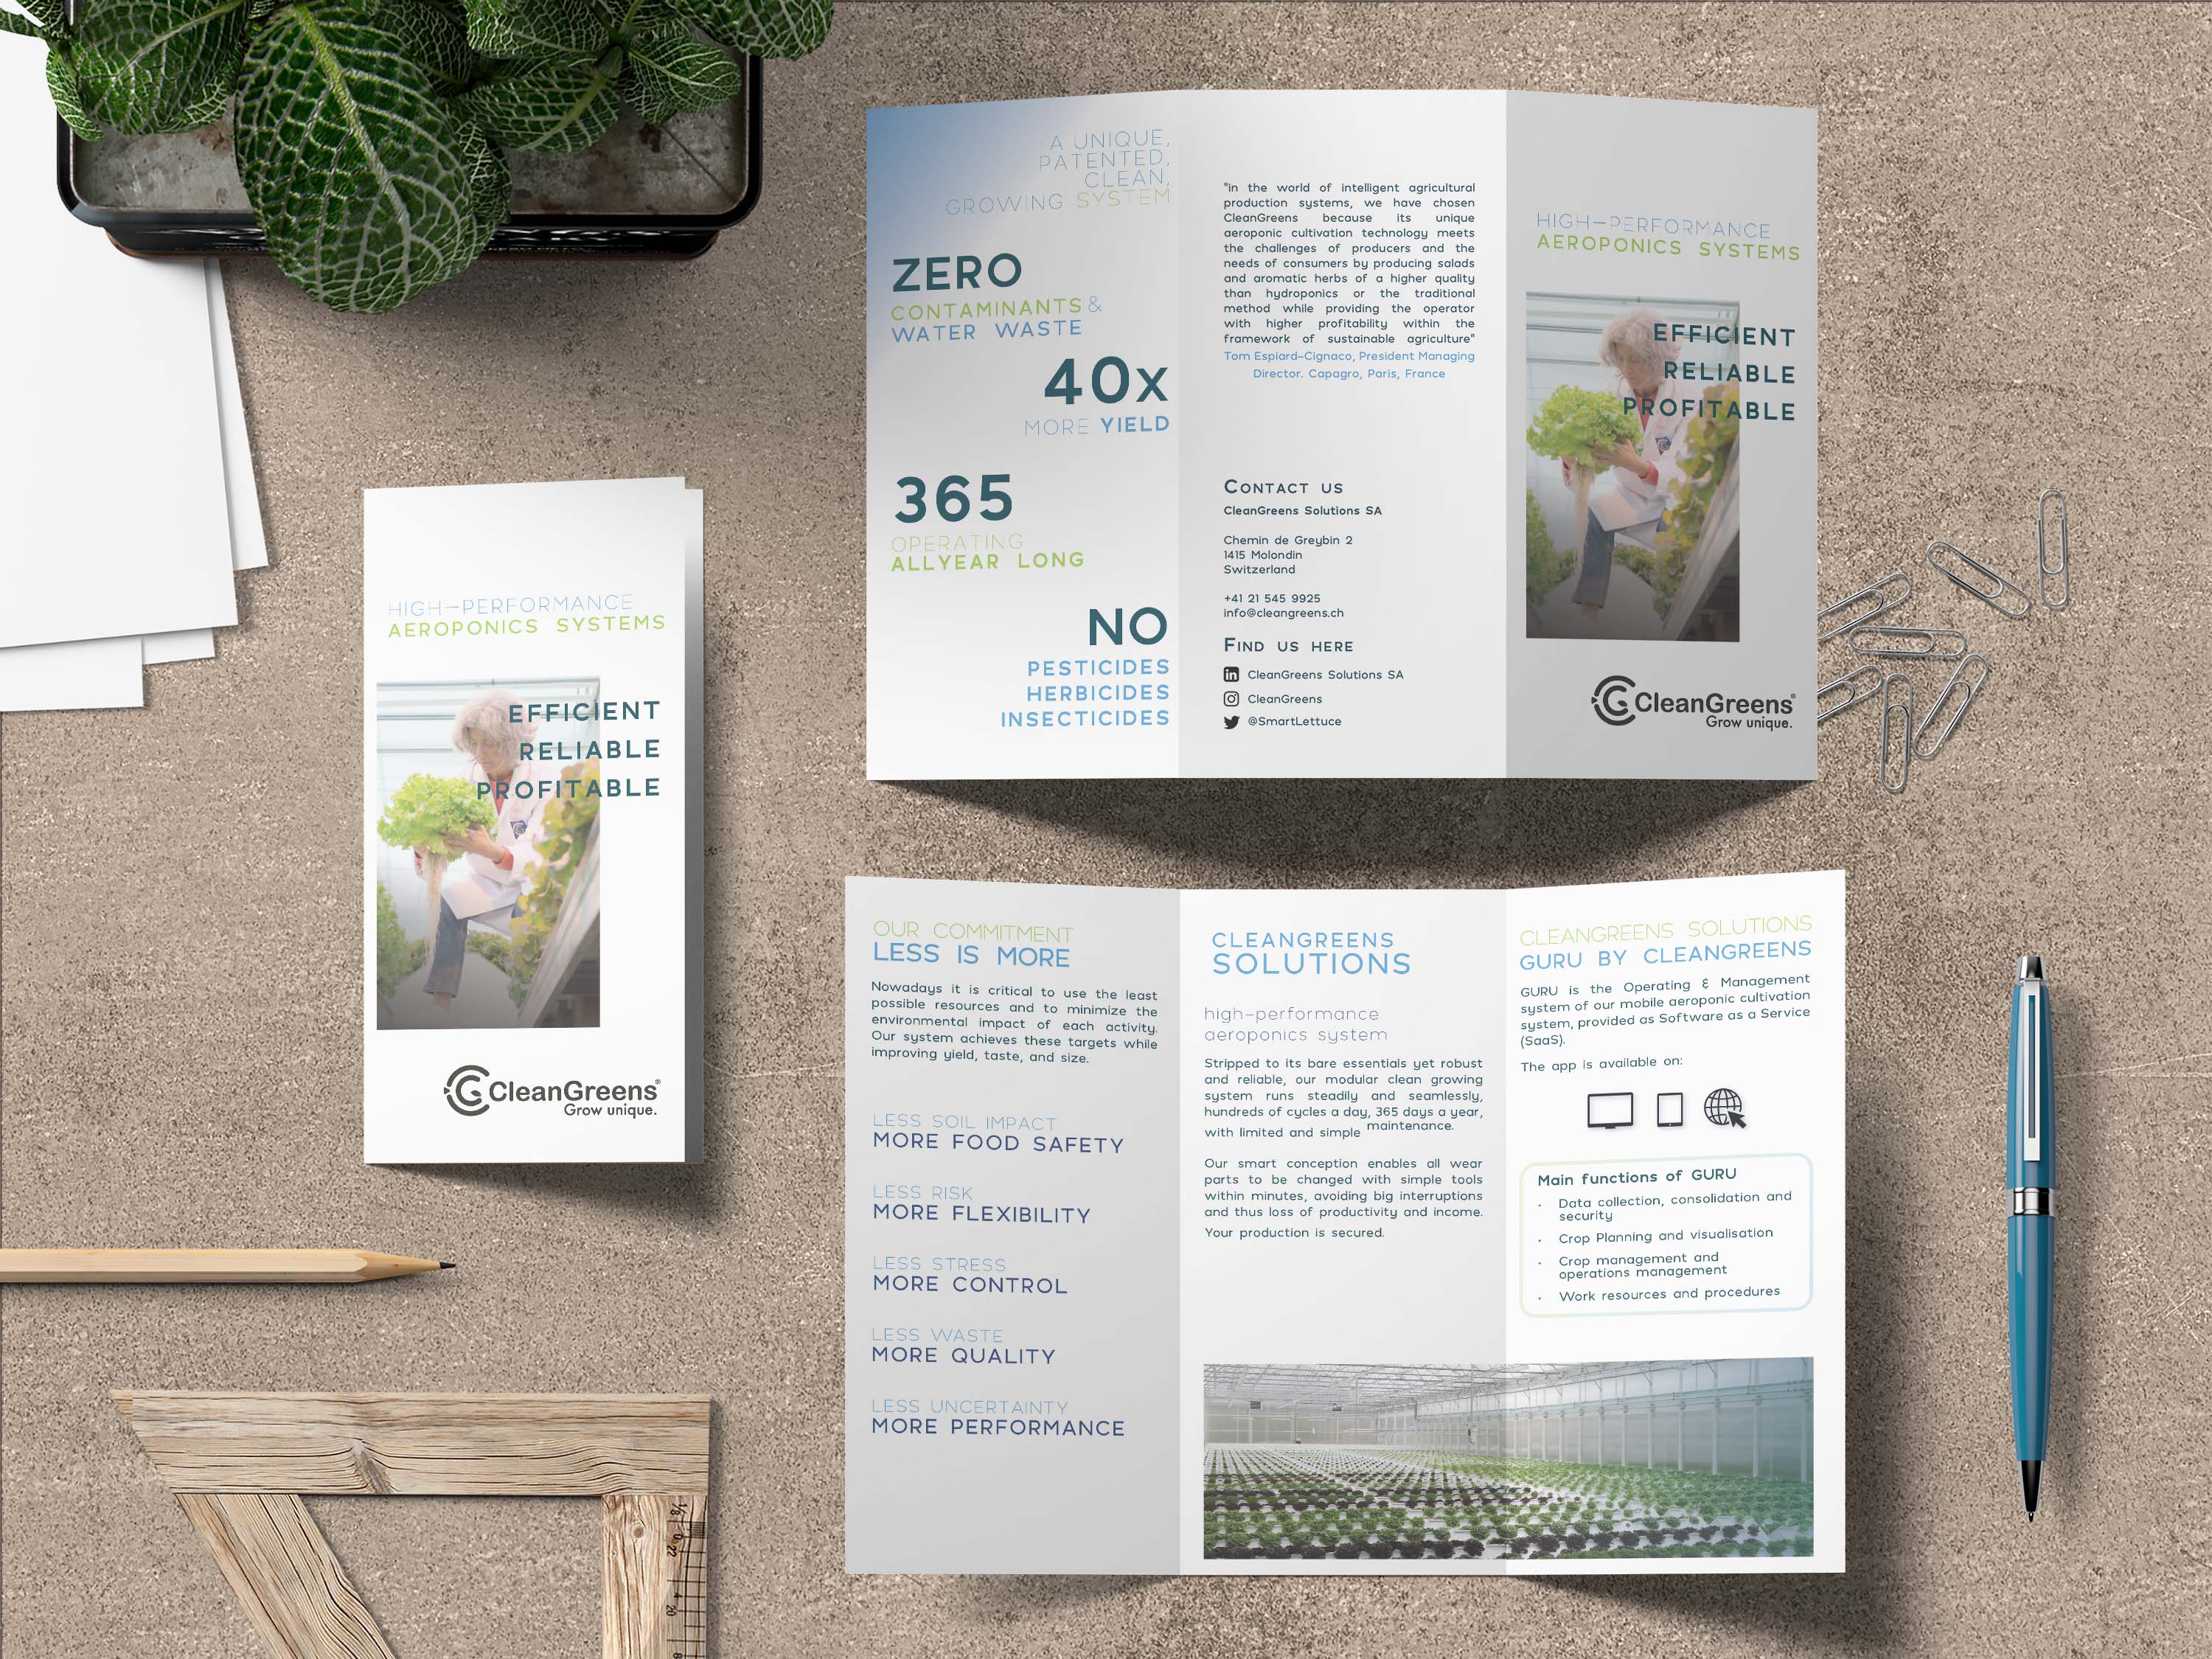 HIGH-PERFORMANCE
AEROPONICS SYSTEMS
EFFICIENT
RELIABLE
PROFITABLE
CleanGreens®
Grow unique.
A UNIQUE,
PATENTED,
CLEAN,
GROWING SYSTEM
ZERO
CONTAMINANTS &
WATER WASTE
40x
MORE YIELD
365
OPERATING
ALLYEAR LONG
NO
PESTICIDES
HERBICIDES
INSECTICIDES
"in the world of intelligent agricultural
production systems, we have chosen
CleanGreens because its unique
aeroponic cultivation technology meets
the challenges of producers and the
needs of consumers by producing salads
and aromatic herbs of a higher quality
than hydroponics or the traditional
method while providing the operator
with higher profitability within the
framework of sustainable agriculture"
Tom Espiard-Cignaco, President Managing
Director. Capagro, Paris, France
CONTACT US
CleanGreens Solutions SA
Chemin de Greybin 2
1415 Molondin
Switzerland
+41 21 545 9925
info@cleangreens.ch
FIND US HERE
in CleanGreens Solutions SA
CleanGreens
@SmartLettuce
HIGH-PERFORMANCE
AEROPONICS SYSTEMS
EFFICIENT
RELIABLE
PROFITABLE
CleanGreens®
Grow unique.
OUR COMMITMENT
LESS IS MORE
Nowadays it is critical to use the least
possible resources and to minimize the
environmental impact of each activity.
Our system achieves these targets while
improving yield, taste, and size.
LESS SOIL IMPACT
MORE FOOD SAFETY
LESS RISK
MORE FLEXIBILITY
LESS STRESS
MORE CONTROL
LESS WASTE
MORE QUALITY
LESS UNCERTAINTY
MORE PERFORMANCE
CLEANGREENS
SOLUTIONS
high-performance
aeroponics system
Stripped to its bare essentials yet robust
and reliable, our modular clean growing
system runs steadily and seamlessly,
hundreds of cycles a day, 365 days a year,
with limited and simple maintenance.
Our smart conception enables all wear
parts to be changed with simple tools
within minutes, avoiding big interruptions
and thus loss of productivity and income.
Your production is secured.
CLEANGREENS SOLUTIONS
GURU BY CLEANGREENS
GURU is the Operating & Management
system of our mobile aeroponic cultivation
system, provided as Software as a Service
(SaaS).
The app is available on:
Main functions of GURU
· Data collection, consolidation and
security
· Crop Planning and visualisation
· Crop management and
operations management
· Work resources and procedures